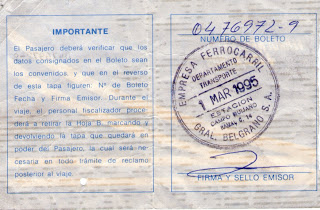 IMPORTANTE
El Pasajero deberá verificar que los
datos consignados en el Boleto sean
los convenidos, y que en el reverso
de esta tapa figuren: Nº de Boleto
Fecha y Firma Emisor. Durante el
viaje, el personal fiscalizador proce-
derá a retirar la Hoja B, marcando y
devolviendo la tapa que quedará en
poder del Pasajero, la cual será ne-
cesaria en todo trámite de reclamo
posterior al viaje.
0476972-9
NUMERO DE BOLETO
EMPRESA FERROCARRIL
DEPARTAMENTO
TRANSPORTE
1 MAR 1995
ESTACION
GRAL. BELGRANO S. A.
FIRMA Y SELLO EMISOR